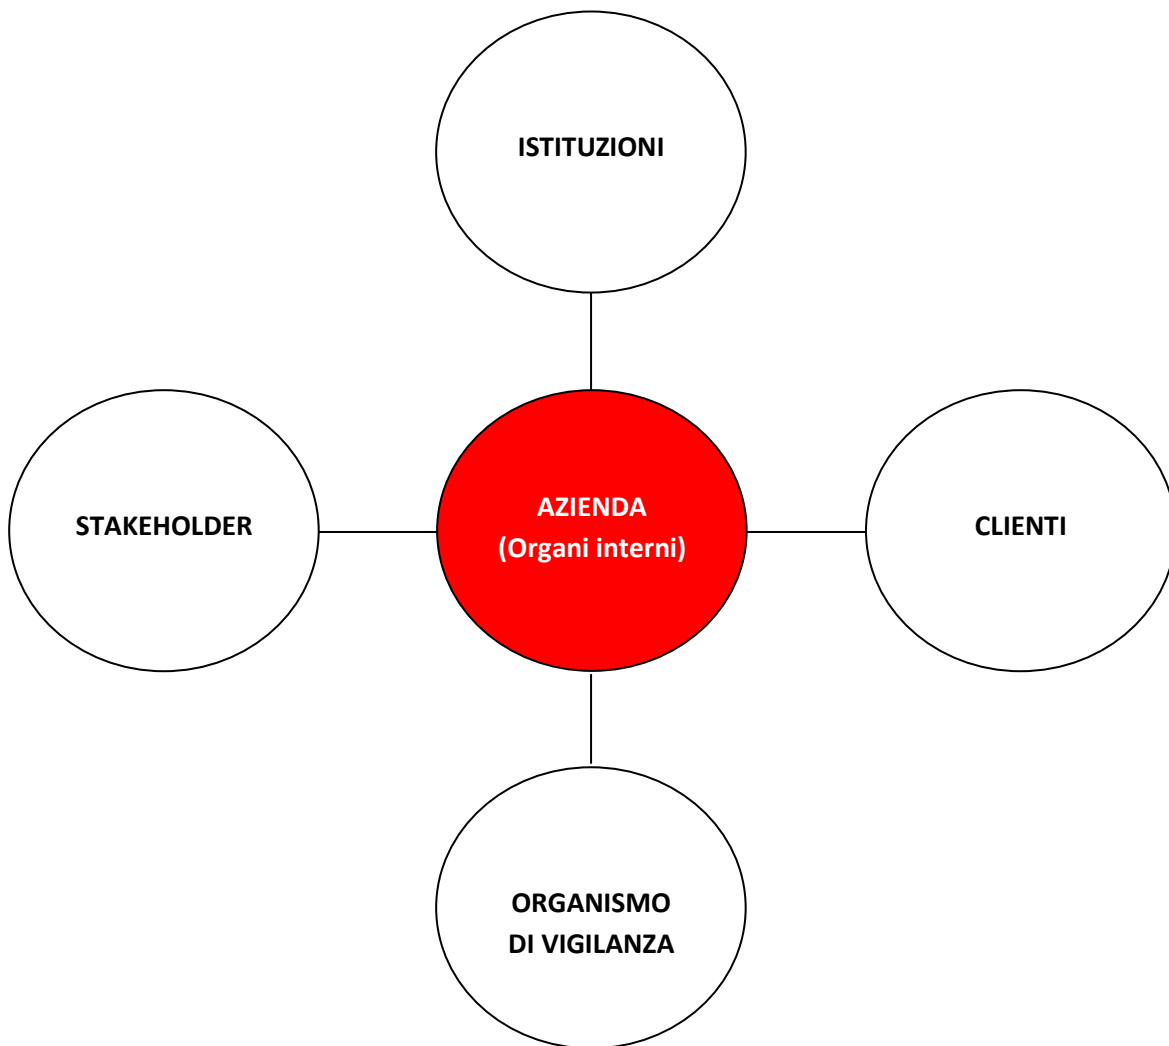 ISTITUZIONI
STAKEHOLDER
AZIENDA
(Organi interni)
CLIENTI
ORGANISMO
DI VIGILANZA